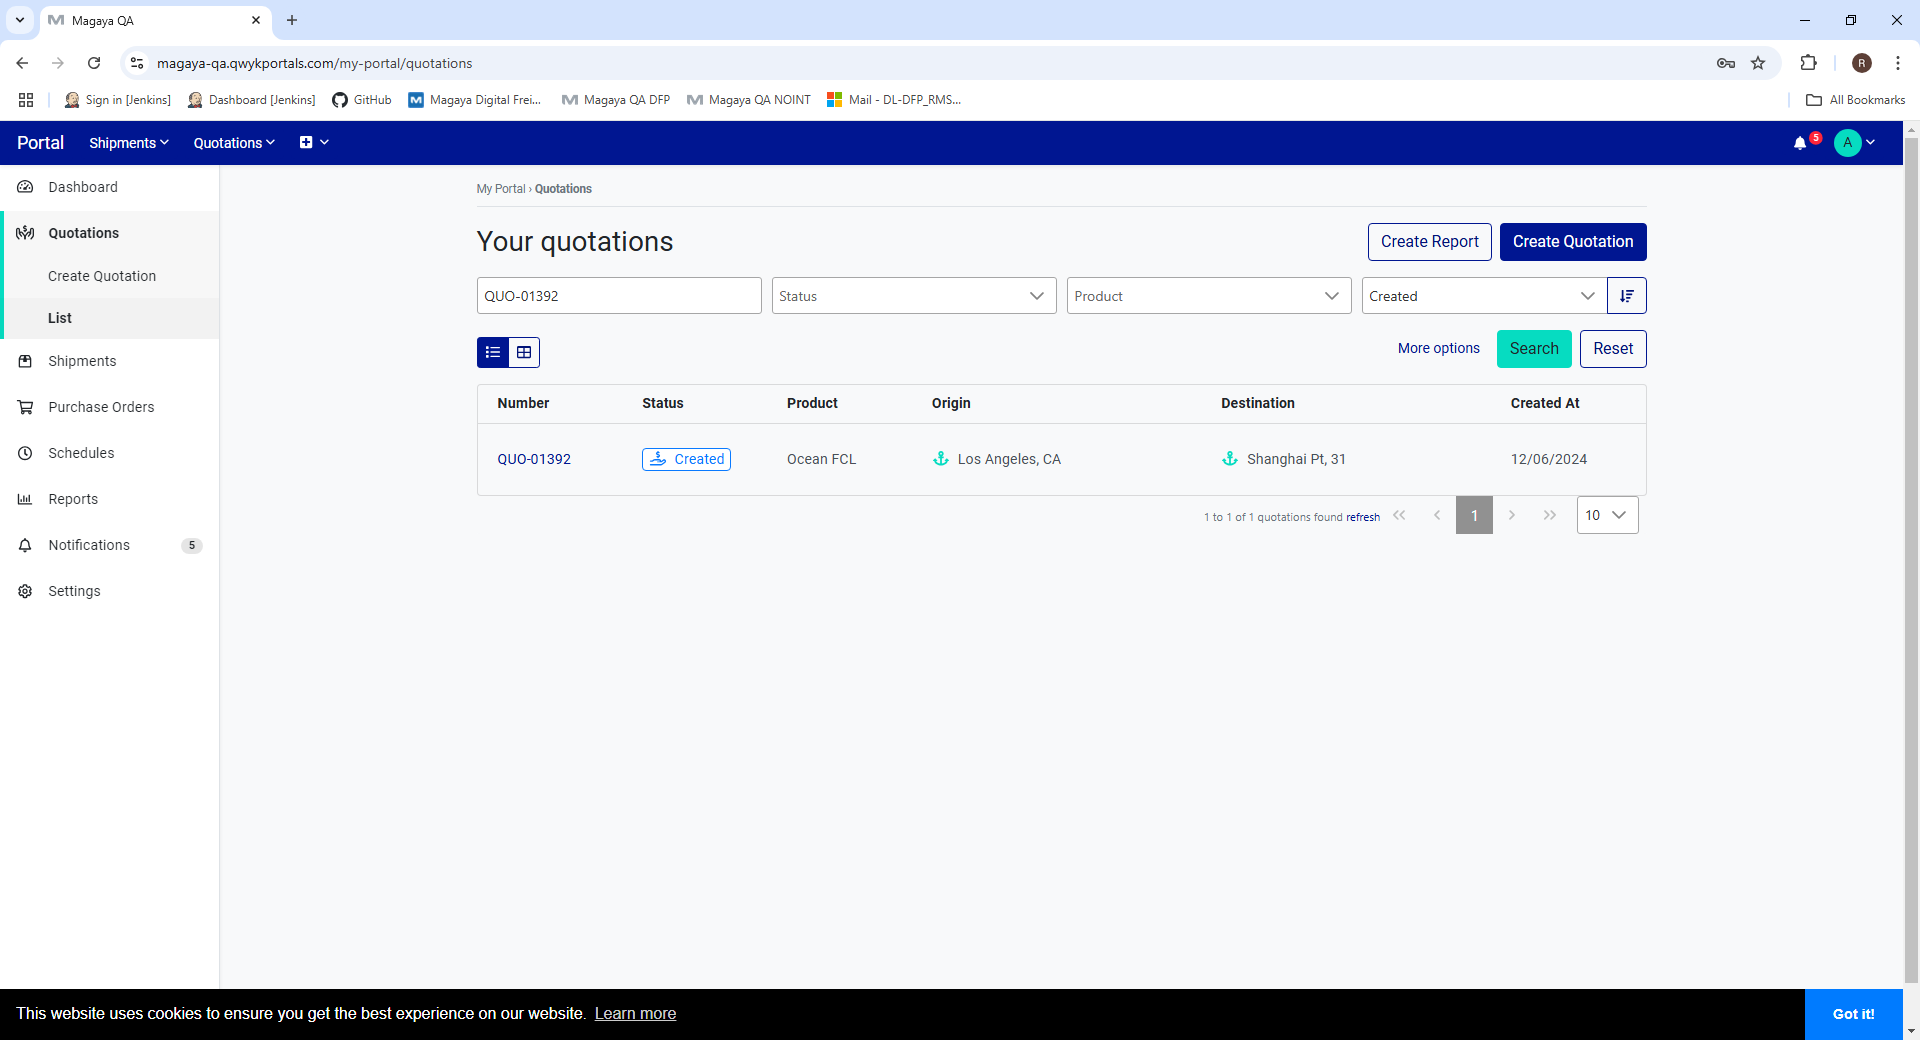 Magaya QA
magaya-qa.qwykportals.com/my-portal/quotations
R
Sign in [Jenkins] Dashboard [Jenkins] GitHub Magaya Digital Frei... Magaya QA DFP Magaya QA NOINT Mail - DL-DFP_RMS... All Bookmarks
Portal Shipments Quotations 5 A
Dashboard
Quotations
Create Quotation
List
Shipments
Purchase Orders
Schedules
Reports
Notifications 5
Settings
My Portal › Quotations
Your quotations Create Report Create Quotation
QUO-01392 Status Product Created
More options Search Reset
Number Status Product Origin Destination Created At
QUO-01392 Created Ocean FCL Los Angeles, CA Shanghai Pt, 31 12/06/2024
1 to 1 of 1 quotations found refresh 1 10
This website uses cookies to ensure you get the best experience on our website. Learn more Got it!